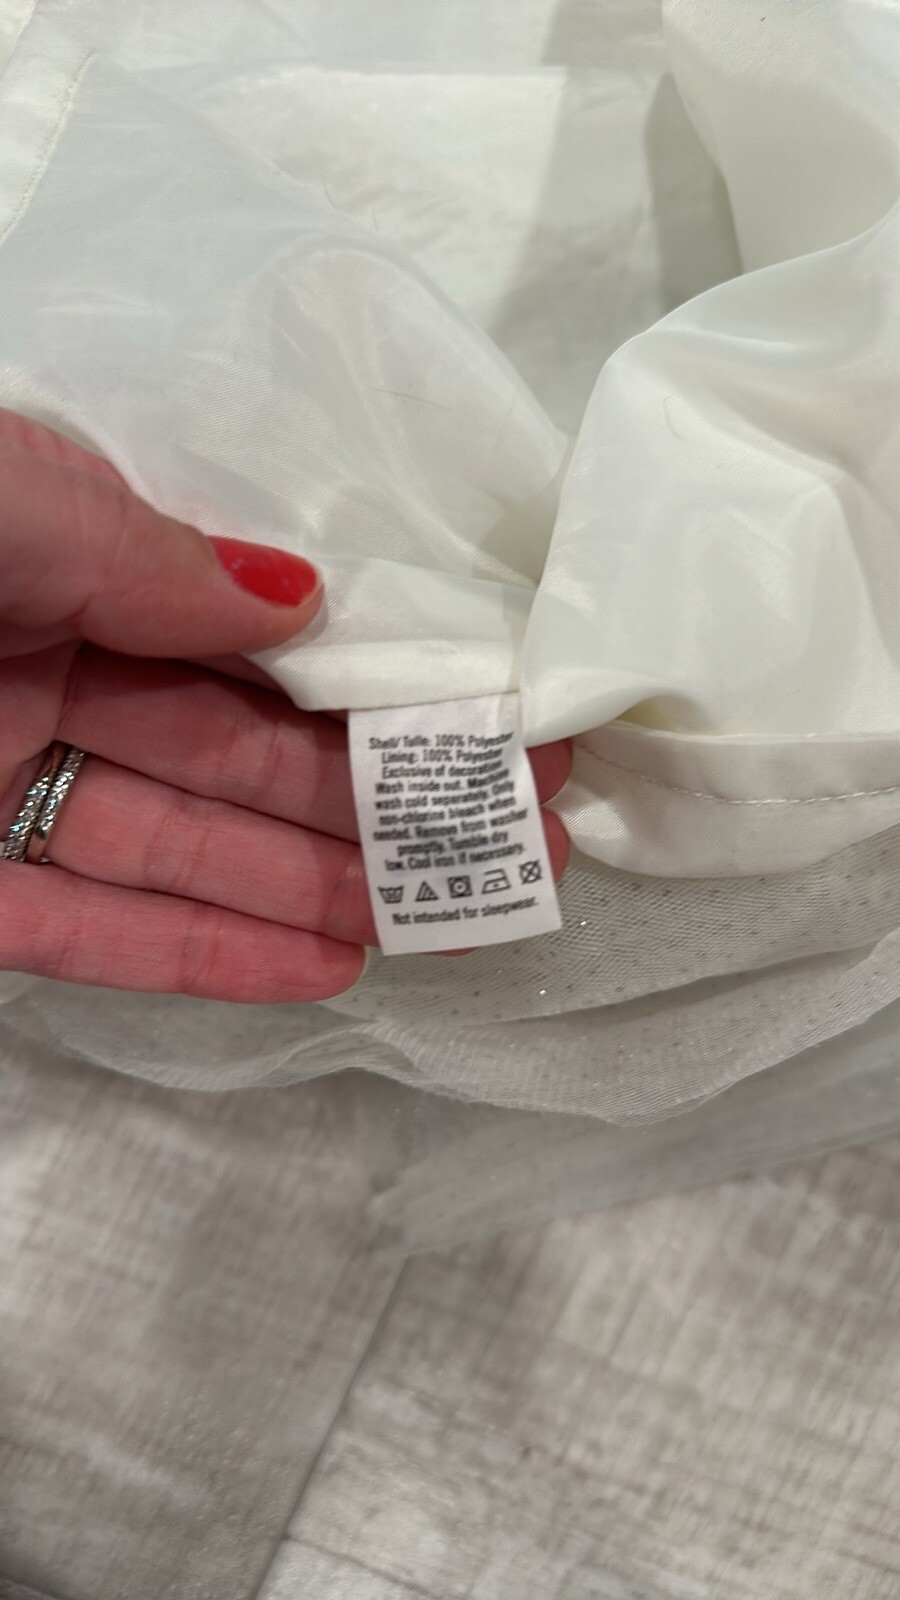 Shell/ Tulle: 100% Polyester
Lining: 100% Polyester
Exclusive of decoration
Wash inside out. Machine
wash cold separately. Only
non-chlorine bleach when
needed. Remove from washer
promptly. Tumble dry
low. Cool iron if necessary.
Not intended for sleepwear.